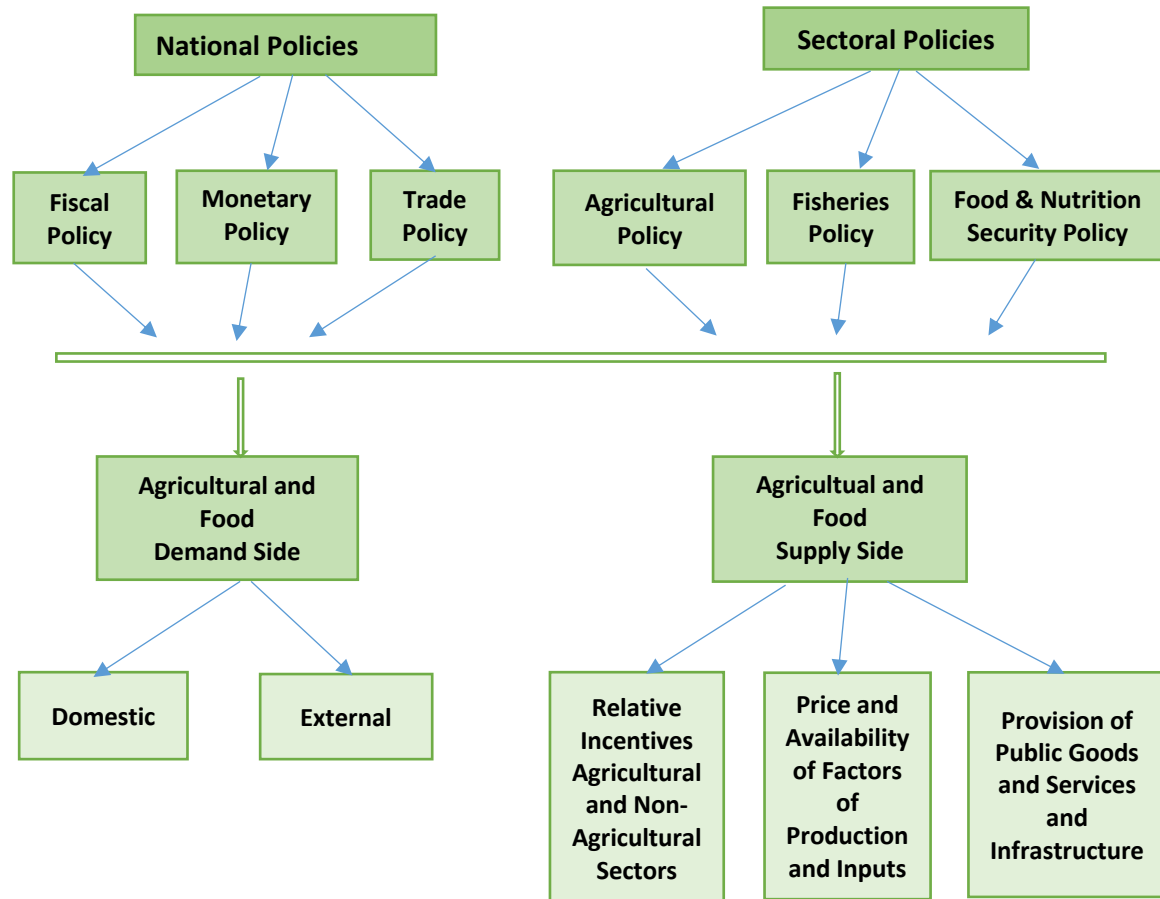 National Policies
Sectoral Policies
Fiscal
Policy
Monetary
Policy
Trade
Policy
Agricultural
Policy
Fisheries
Policy
Food & Nutrition
Security Policy
Agricultural and
Food
Demand Side
Agricultual and
Food
Supply Side
Domestic
External
Relative
Incentives
Agricultural
and Non-
Agricultural
Sectors
Price and
Availability
of Factors
of
Production
and Inputs
Provision of
Public Goods
and Services
and
Infrastructure